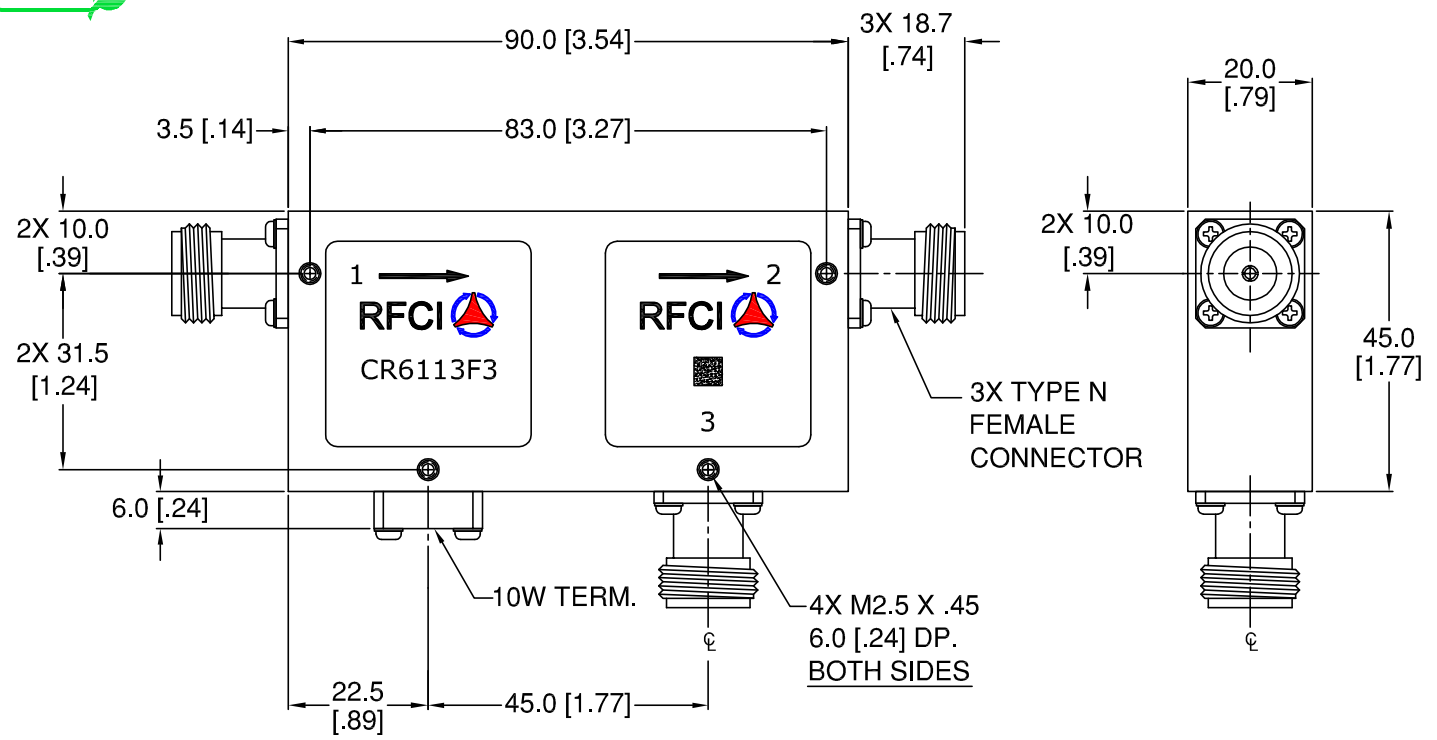 90.0 [3.54]
3X 18.7
[.74]
20.0
[.79]
3.5 [.14]
83.0 [3.27]
2X 10.0
[.39]
2X 10.0
[.39]
1
2
RFCI
RFCI
CR6113F3
2X 31.5
[1.24]
45.0
[1.77]
3
3X TYPE N
FEMALE
CONNECTOR
6.0 [.24]
10W TERM.
4X M2.5 X .45
6.0 [.24] DP.
BOTH SIDES
℄
℄
22.5
[.89]
45.0 [1.77]